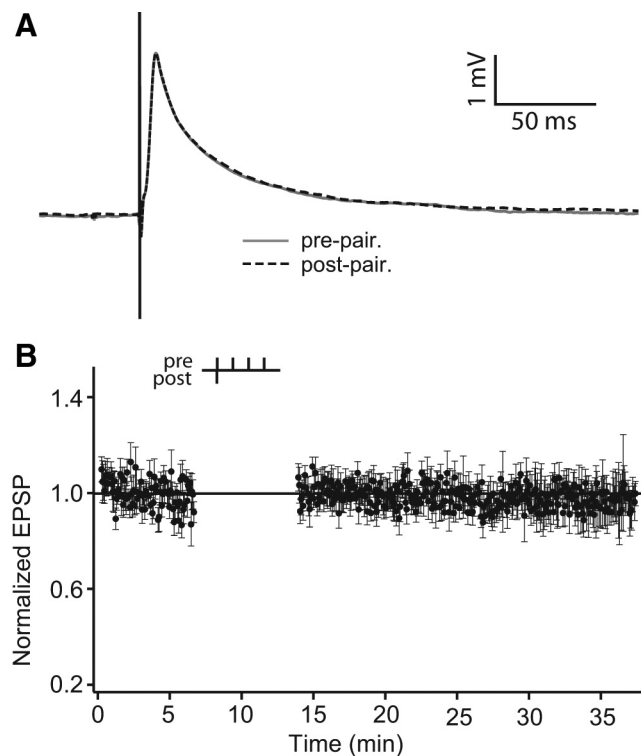 A
1 mV
50 ms
pre-pair.
post-pair.
B
pre
post
Normalized EPSP
1.4
1.0
0.6
0.2
0 5 10 15 20 25 30 35
Time (min)